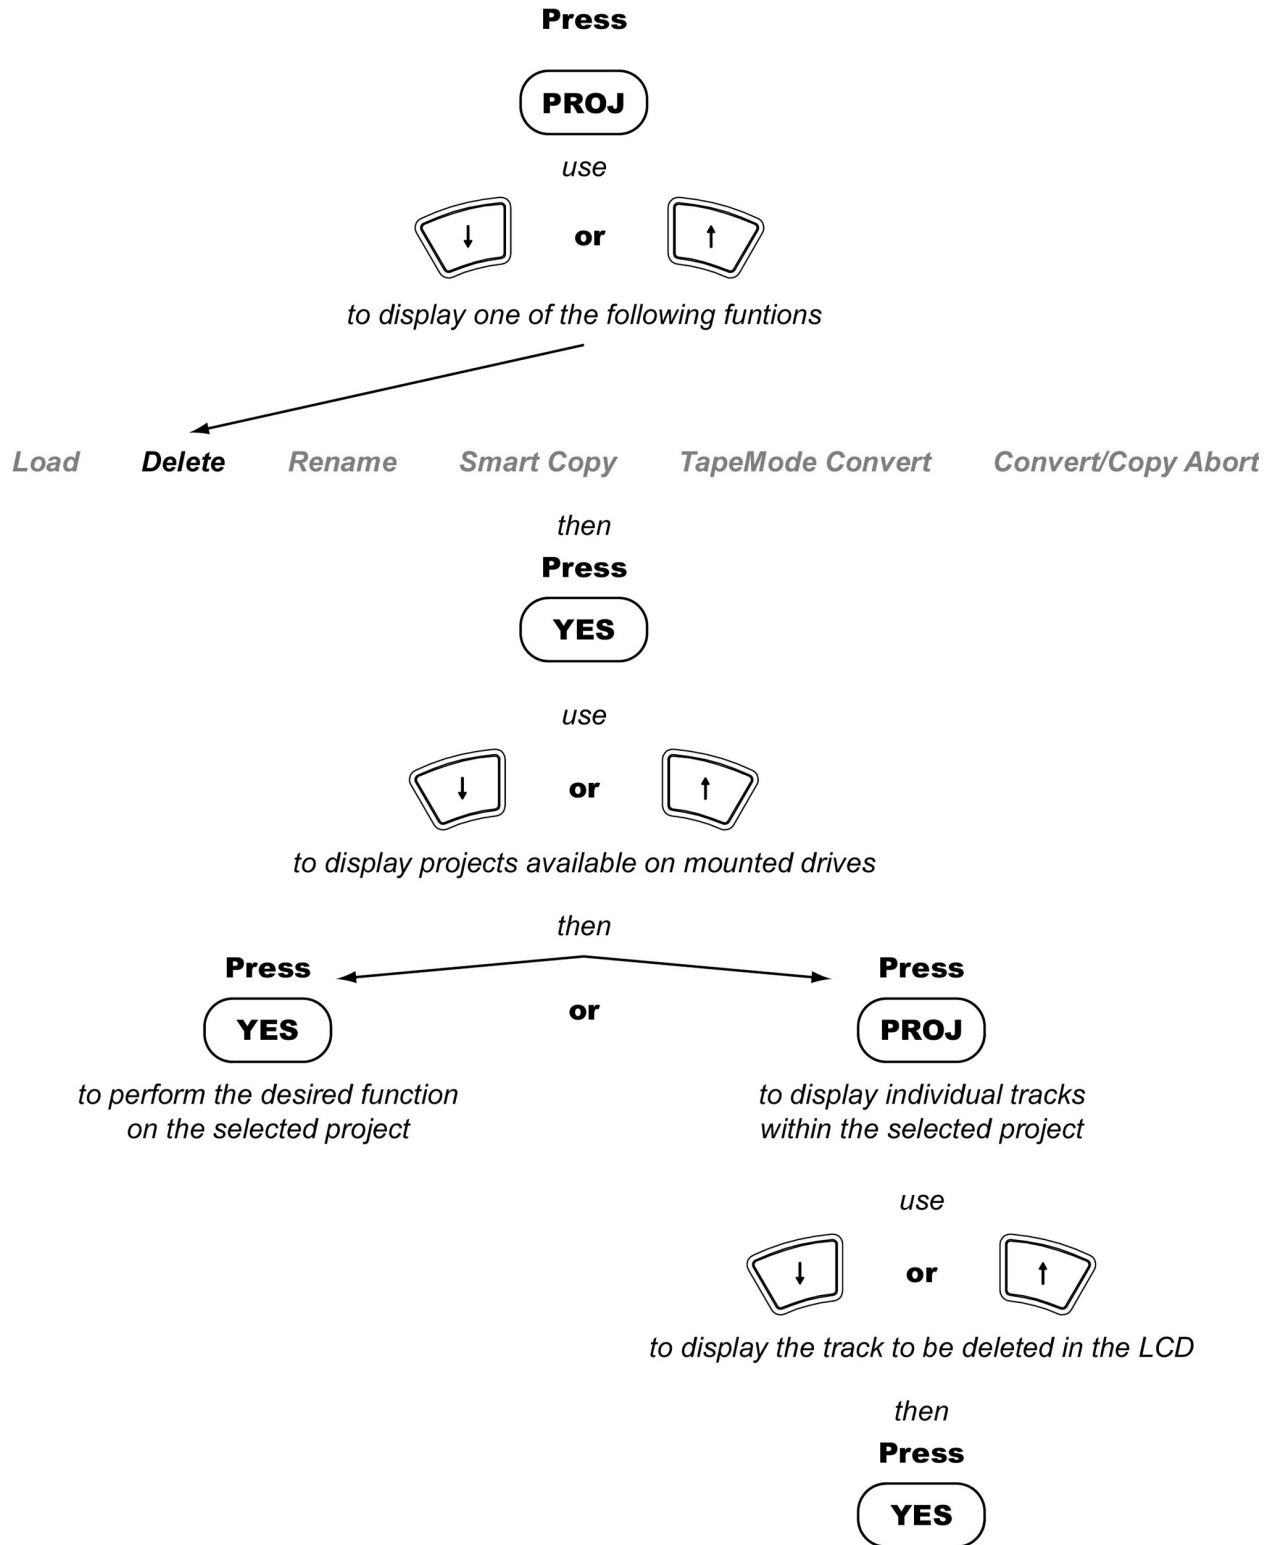 Press
PROJ
use
↓ or ↑
to display one of the following funtions
Load Delete Rename Smart Copy TapeMode Convert Convert/Copy Abort
then
Press
YES
use
↓ or ↑
to display projects available on mounted drives
then
Press
YES
to perform the desired function
on the selected project
or
Press
PROJ
to display individual tracks
within the selected project
use
↓ or ↑
to display the track to be deleted in the LCD
then
Press
YES